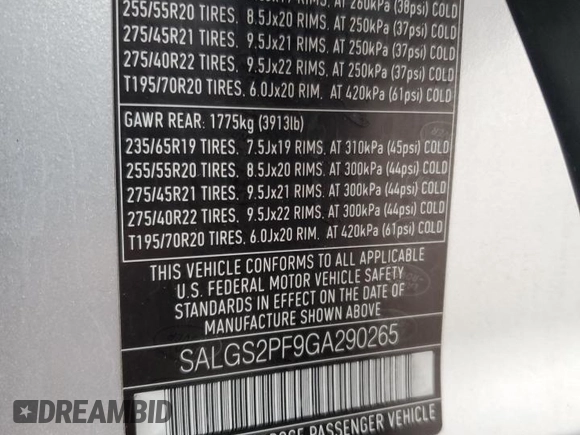 AT 260kPa (38psi) COLD
255/55R20 TIRES. 8.5Jx20 RIMS. AT 250kPa (37psi) COLD
275/45R21 TIRES. 9.5Jx21 RIMS. AT 250kPa (37psi) COLD
275/40R22 TIRES. 9.5Jx22 RIMS. AT 250kPa (37psi) COLD
T195/70R20 TIRES. 6.0Jx20 RIM. AT 420kPa (61psi) COLD
GAWR REAR: 1775kg (3913lb)
235/65R19 TIRES. 7.5Jx19 RIMS. AT 310kPa (45psi) COLD
255/55R20 TIRES. 8.5Jx20 RIMS. AT 300kPa (44psi) COLD
275/45R21 TIRES. 9.5Jx21 RIMS. AT 300kPa (44psi) COLD
275/40R22 TIRES. 9.5Jx22 RIMS. AT 300kPa (44psi) COLD
T195/70R20 TIRES. 6.0Jx20 RIM. AT 420kPa (61psi) COLD
THIS VEHICLE CONFORMS TO ALL APPLICABLE
U.S. FEDERAL MOTOR VEHICLE SAFETY
STANDARDS IN EFFECT ON THE DATE OF
MANUFACTURE SHOWN ABOVE
SALGS2PF9GA290265
PASSENGER VEHICLE
DREAMBID